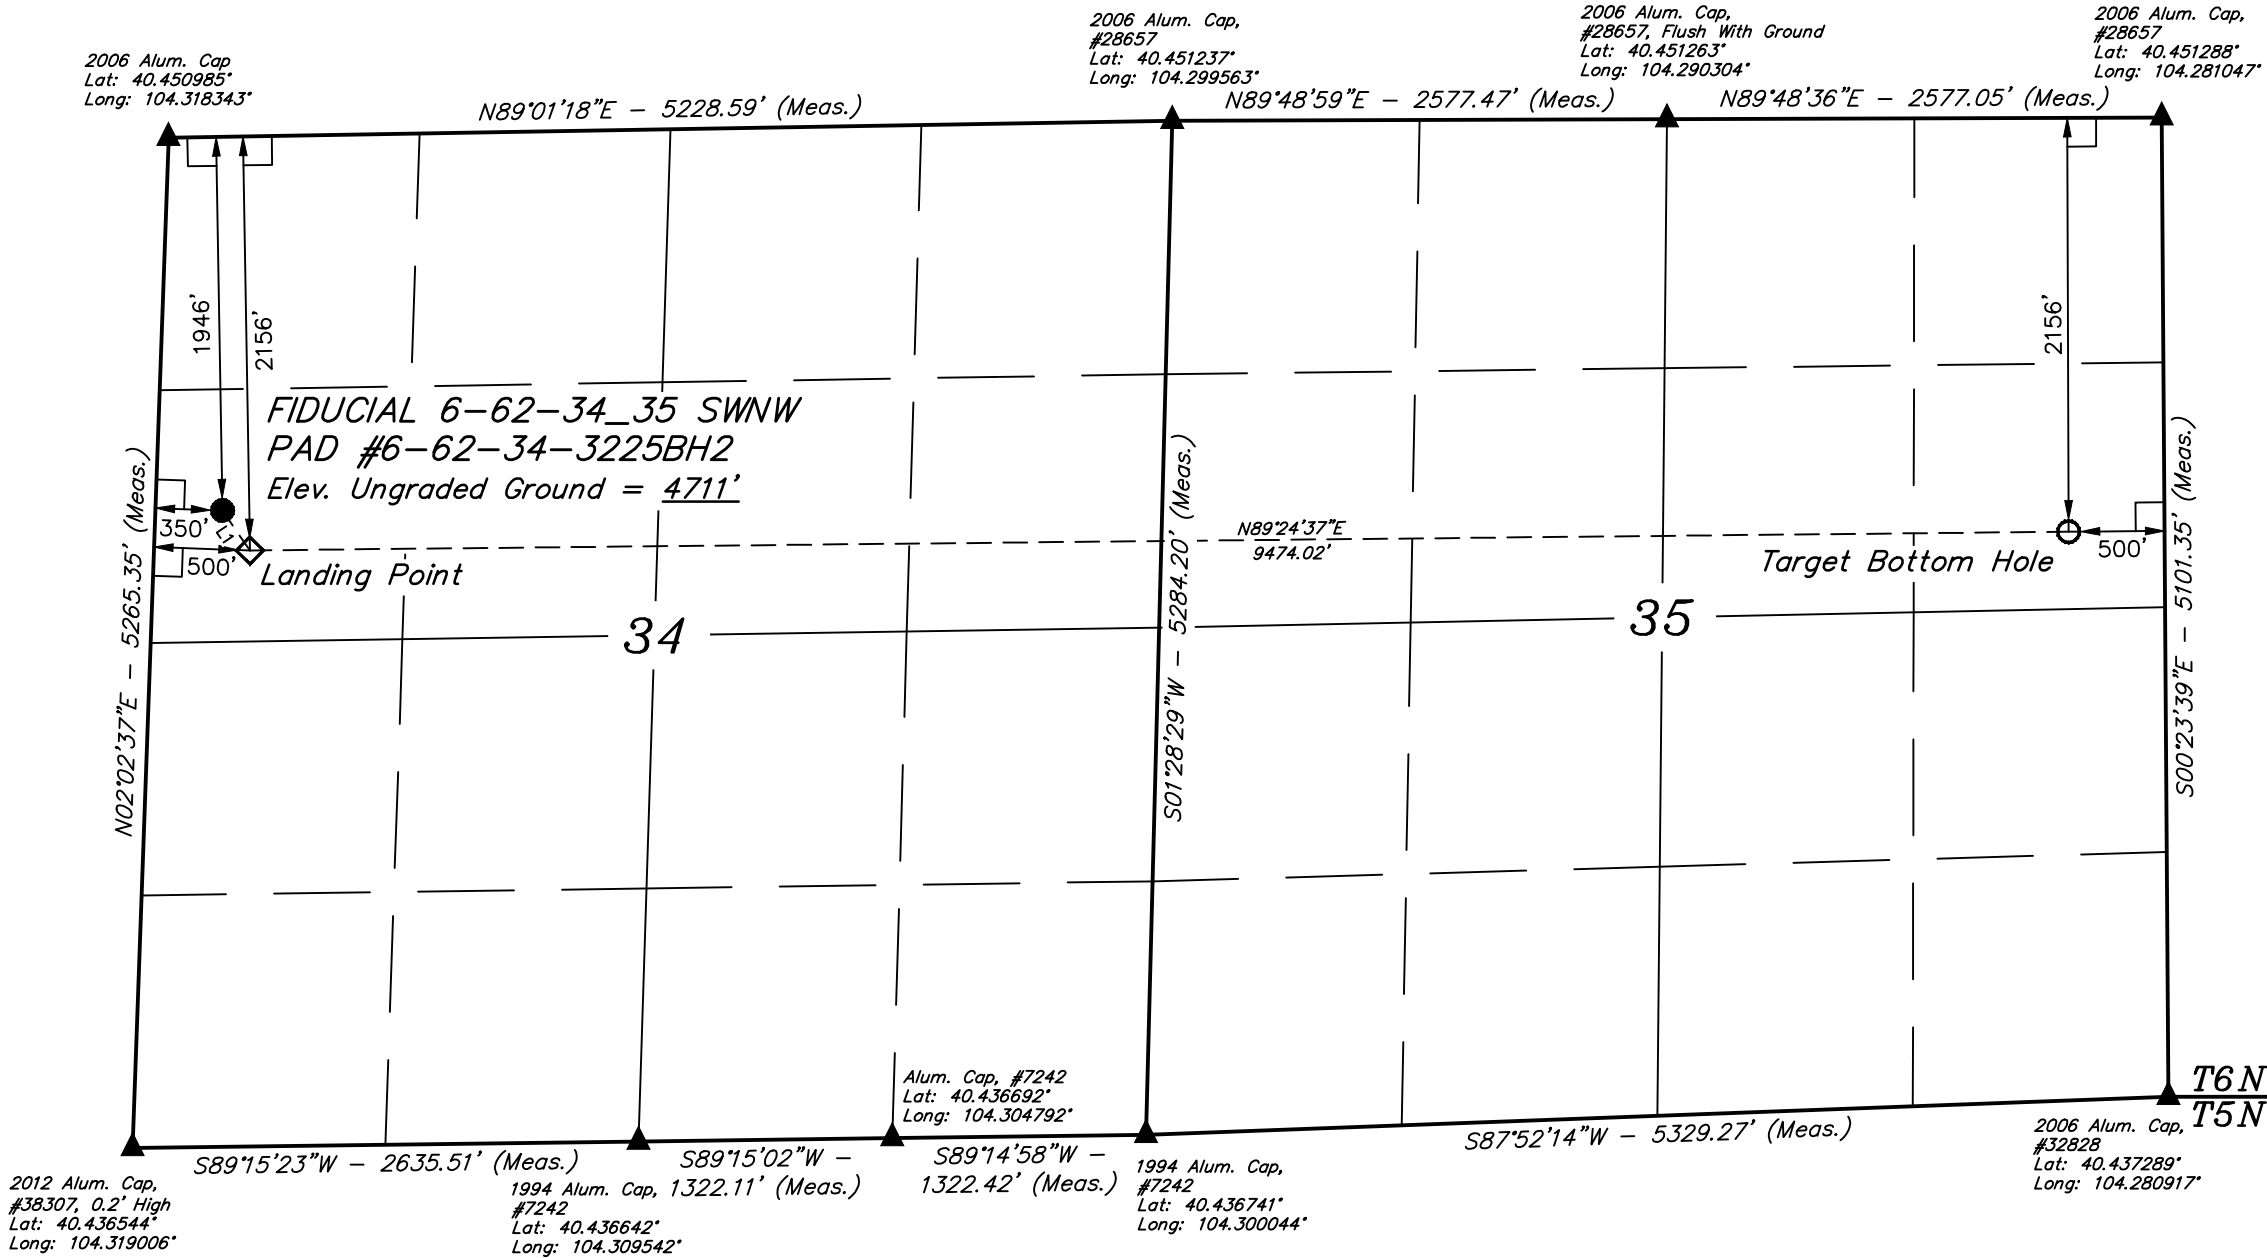 2006 Alum. Cap
Lat: 40.450985°
Long: 104.318343°
2006 Alum. Cap,
#28657
Lat: 40.451237°
Long: 104.299563°
2006 Alum. Cap,
#28657, Flush With Ground
Lat: 40.451263°
Long: 104.290304°
2006 Alum. Cap,
#28657
Lat: 40.451288°
Long: 104.281047°
N89°01'18"E - 5228.59' (Meas.)
N89°48'59"E - 2577.47' (Meas.)
N89°48'36"E - 2577.05' (Meas.)
1946'
2156'
2156'
FIDUCIAL 6-62-34_35 SWNW
PAD #6-62-34-3225BH2
Elev. Ungraded Ground = 4711'
350'
L1
500'
Landing Point
N89°24'37"E
9474.02'
Target Bottom Hole
500'
N02°02'37"E - 5265.35' (Meas.)
S01°28'29"W - 5284.20' (Meas.)
S00°23'39"E - 5101.35' (Meas.)
34
35
T6N
T5N
Alum. Cap, #7242
Lat: 40.436692°
Long: 104.304792°
S89°15'23"W - 2635.51' (Meas.)
S89°15'02"W -
1322.11' (Meas.)
S89°14'58"W -
1322.42' (Meas.)
S87°52'14"W - 5329.27' (Meas.)
2012 Alum. Cap,
#38307, 0.2' High
Lat: 40.436544°
Long: 104.319006°
1994 Alum. Cap,
#7242
Lat: 40.436642°
Long: 104.309542°
1994 Alum. Cap,
#7242
Lat: 40.436741°
Long: 104.300044°
2006 Alum. Cap,
#32828
Lat: 40.437289°
Long: 104.280917°